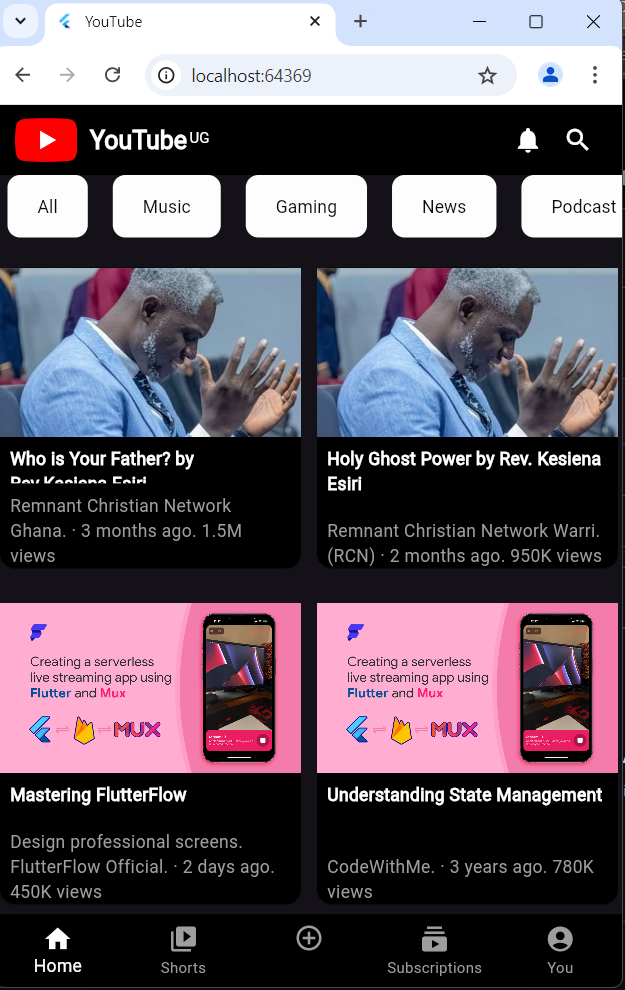 YouTube
localhost:64369
YouTube UG
All
Music
Gaming
News
Podcast
Who is Your Father? by
Rev Kesiena Esiri
Remnant Christian Network
Ghana. · 3 months ago. 1.5M
views
Holy Ghost Power by Rev. Kesiena
Esiri
Remnant Christian Network Warri.
(RCN) · 2 months ago. 950K views
Creating a serverless
live streaming app using
Flutter and Mux
MUX
Mastering FlutterFlow
Design professional screens.
FlutterFlow Official. · 2 days ago.
450K views
Creating a serverless
live streaming app using
Flutter and Mux
MUX
Understanding State Management
CodeWithMe. · 3 years ago. 780K
views
Home
Shorts
Subscriptions
You